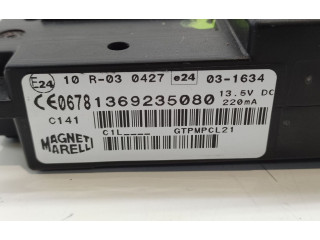 E24 10 R-03 0427 e24 03-1634
CE0678 1369235080 13.5V DC
220mA
C141
C1L____ GTPMPCL21
MAGNETI
MARELLI